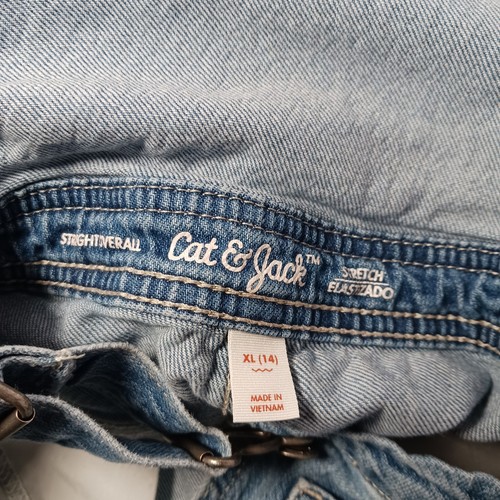 STRGHT OVERALL
Cat & Jack™
STRETCH
ELASTIZADO
XL (14)
MADE IN
VIETNAM